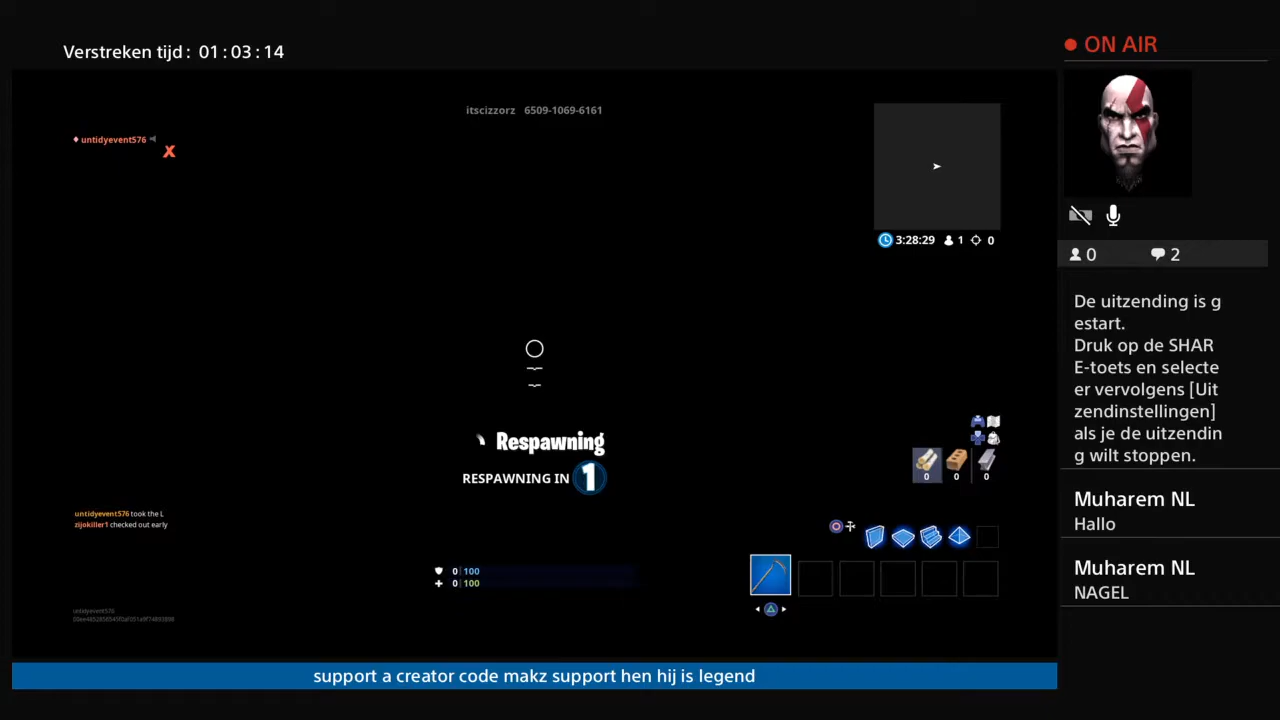 Verstreken tijd : 01 : 03 : 14
ON AIR
itscizzorz 6509-1069-6161
untidyevent576
X
3:28:29 1 0
0 2
De uitzending is g
estart.
Druk op de SHAR
E-toets en selecte
er vervolgens [Uit
zendinstellingen]
als je de uitzendin
g wilt stoppen.
Respawning
RESPAWNING IN 1
0 0 0
Muharem NL
Hallo
untidyevent576 took the L
zijokiller1 checked out early
Muharem NL
NAGEL
0 | 100
0 | 100
untidyevent576
support a creator code makz support hen hij is legend